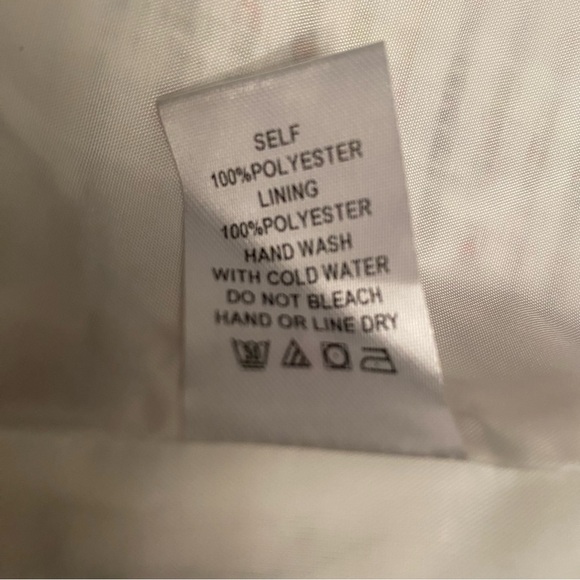 SELF
100%POLYESTER
LINING
100%POLYESTER
HAND WASH
WITH COLD WATER
DO NOT BLEACH
HAND OR LINE DRY